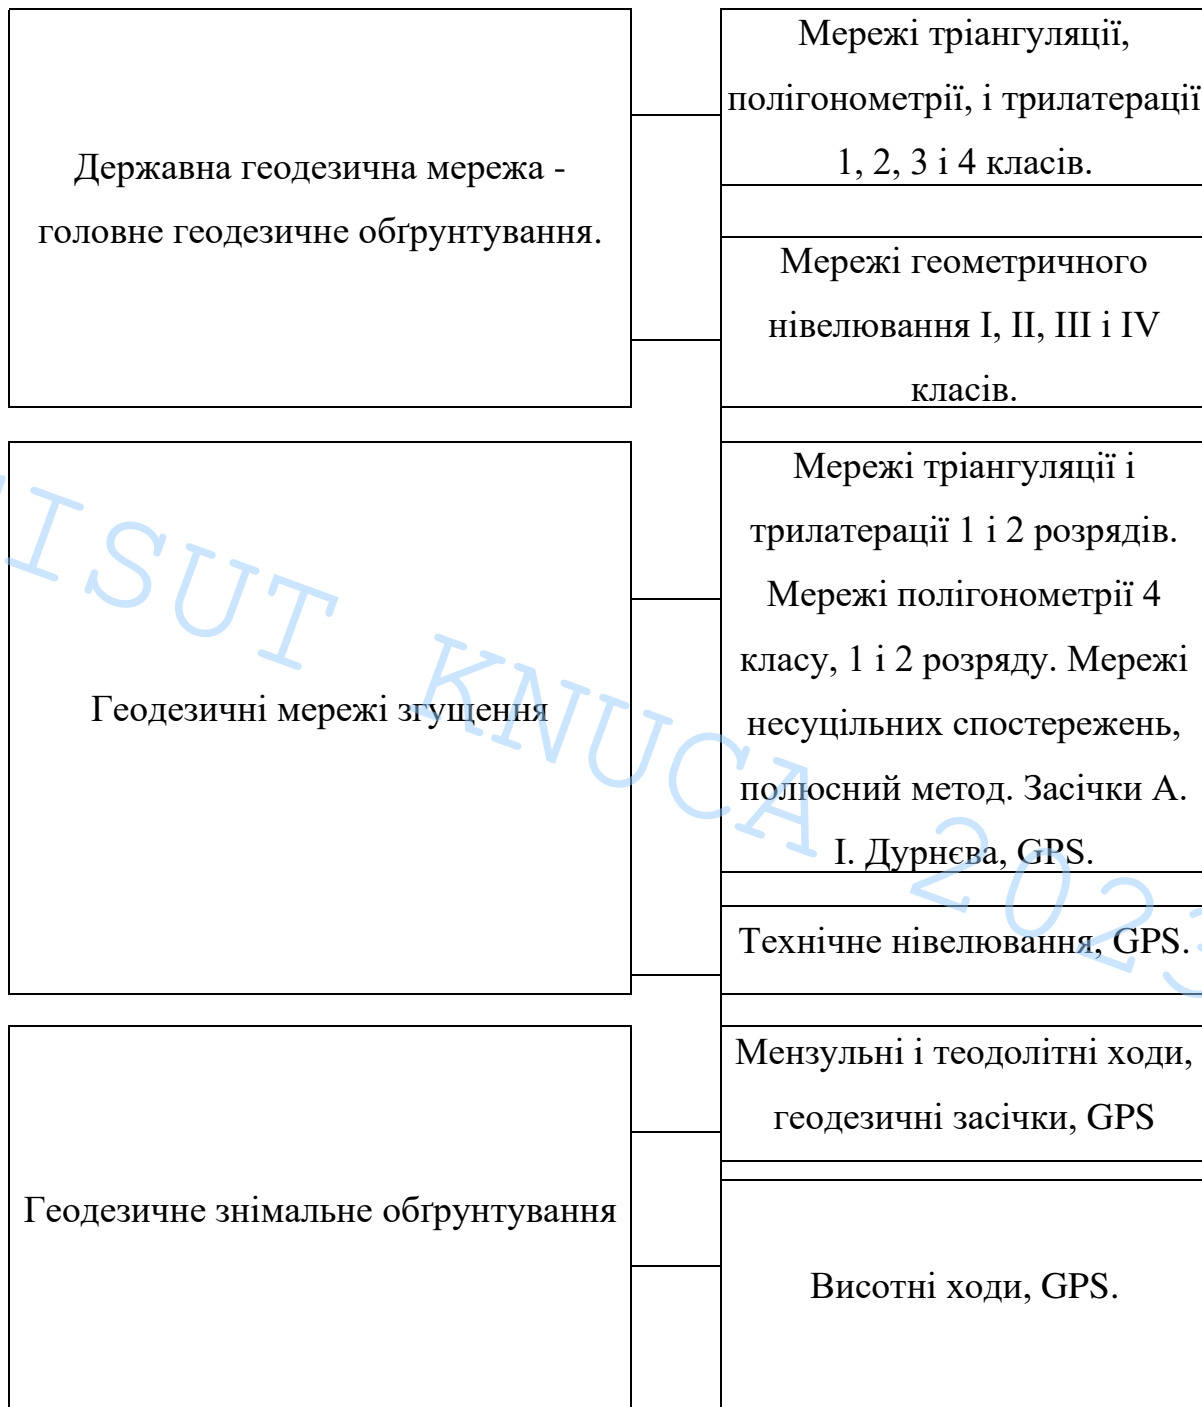 Державна геодезична мережа -
головне геодезичне обґрунтування.
Мережі тріангуляції,
полігонометрії, і трилатерації
1, 2, 3 і 4 класів.
Мережі геометричного
нівелювання I, II, III і IV
класів.
Геодезичні мережі згущення
Мережі тріангуляції і
трилатерації 1 і 2 розрядів.
Мережі полігонометрії 4
класу, 1 і 2 розряду. Мережі
несуцільних спостережень,
полюсний метод. Засічки А.
І. Дурнєва, GPS.
Технічне нівелювання, GPS.
Геодезичне знімальне обґрунтування
Мензульні і теодолітні ходи,
геодезичні засічки, GPS
Висотні ходи, GPS.
ISUT KNUCA 2023